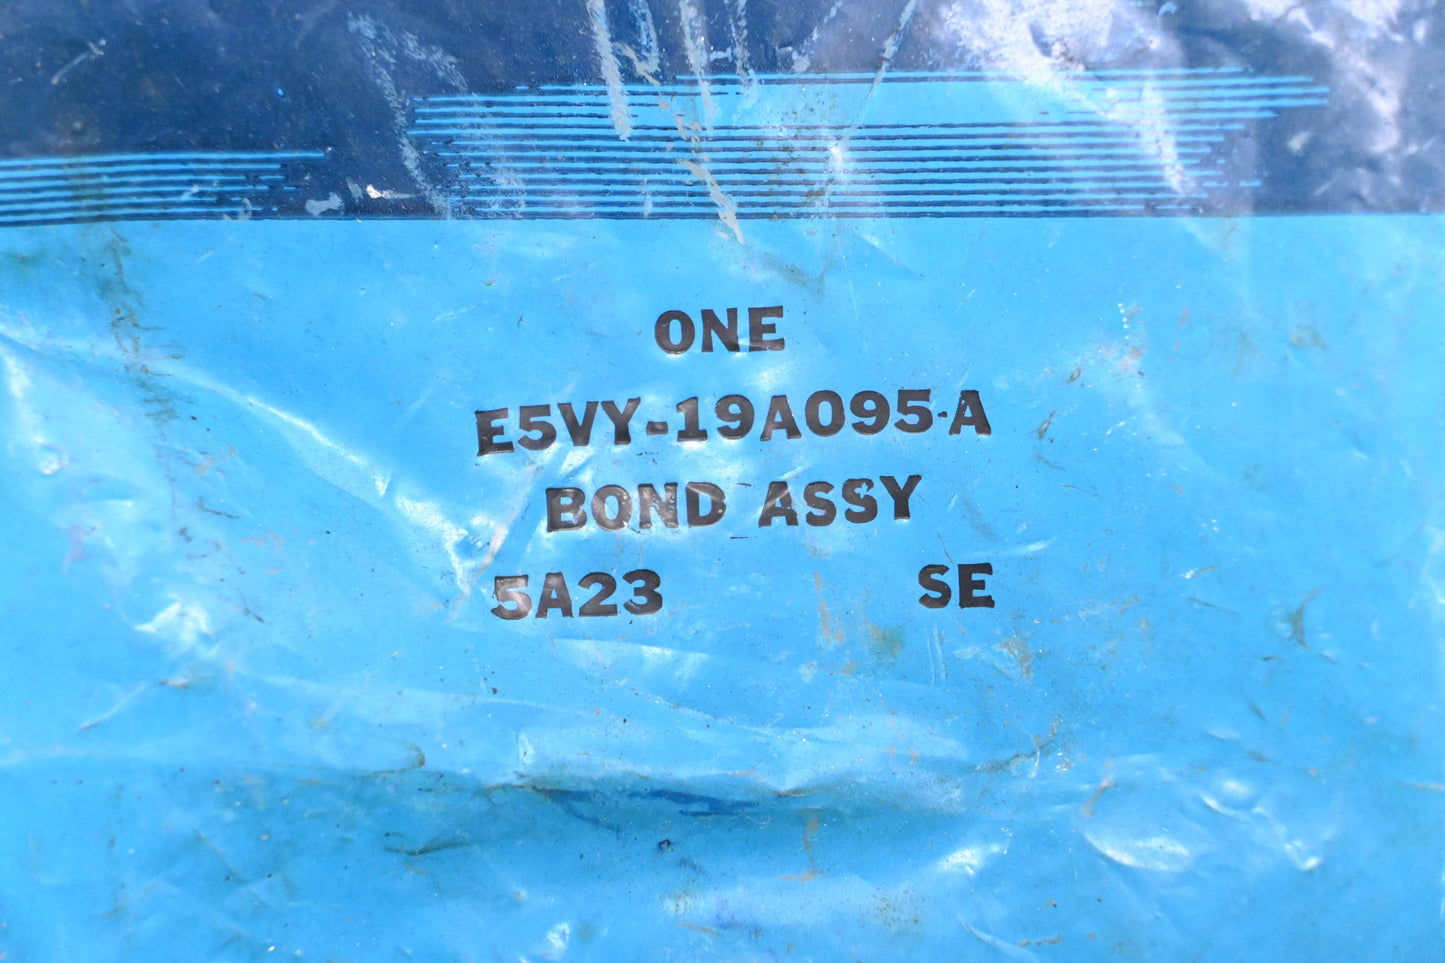 ONE
E5VY-19A095-A
BOND ASSY
5A23 SE